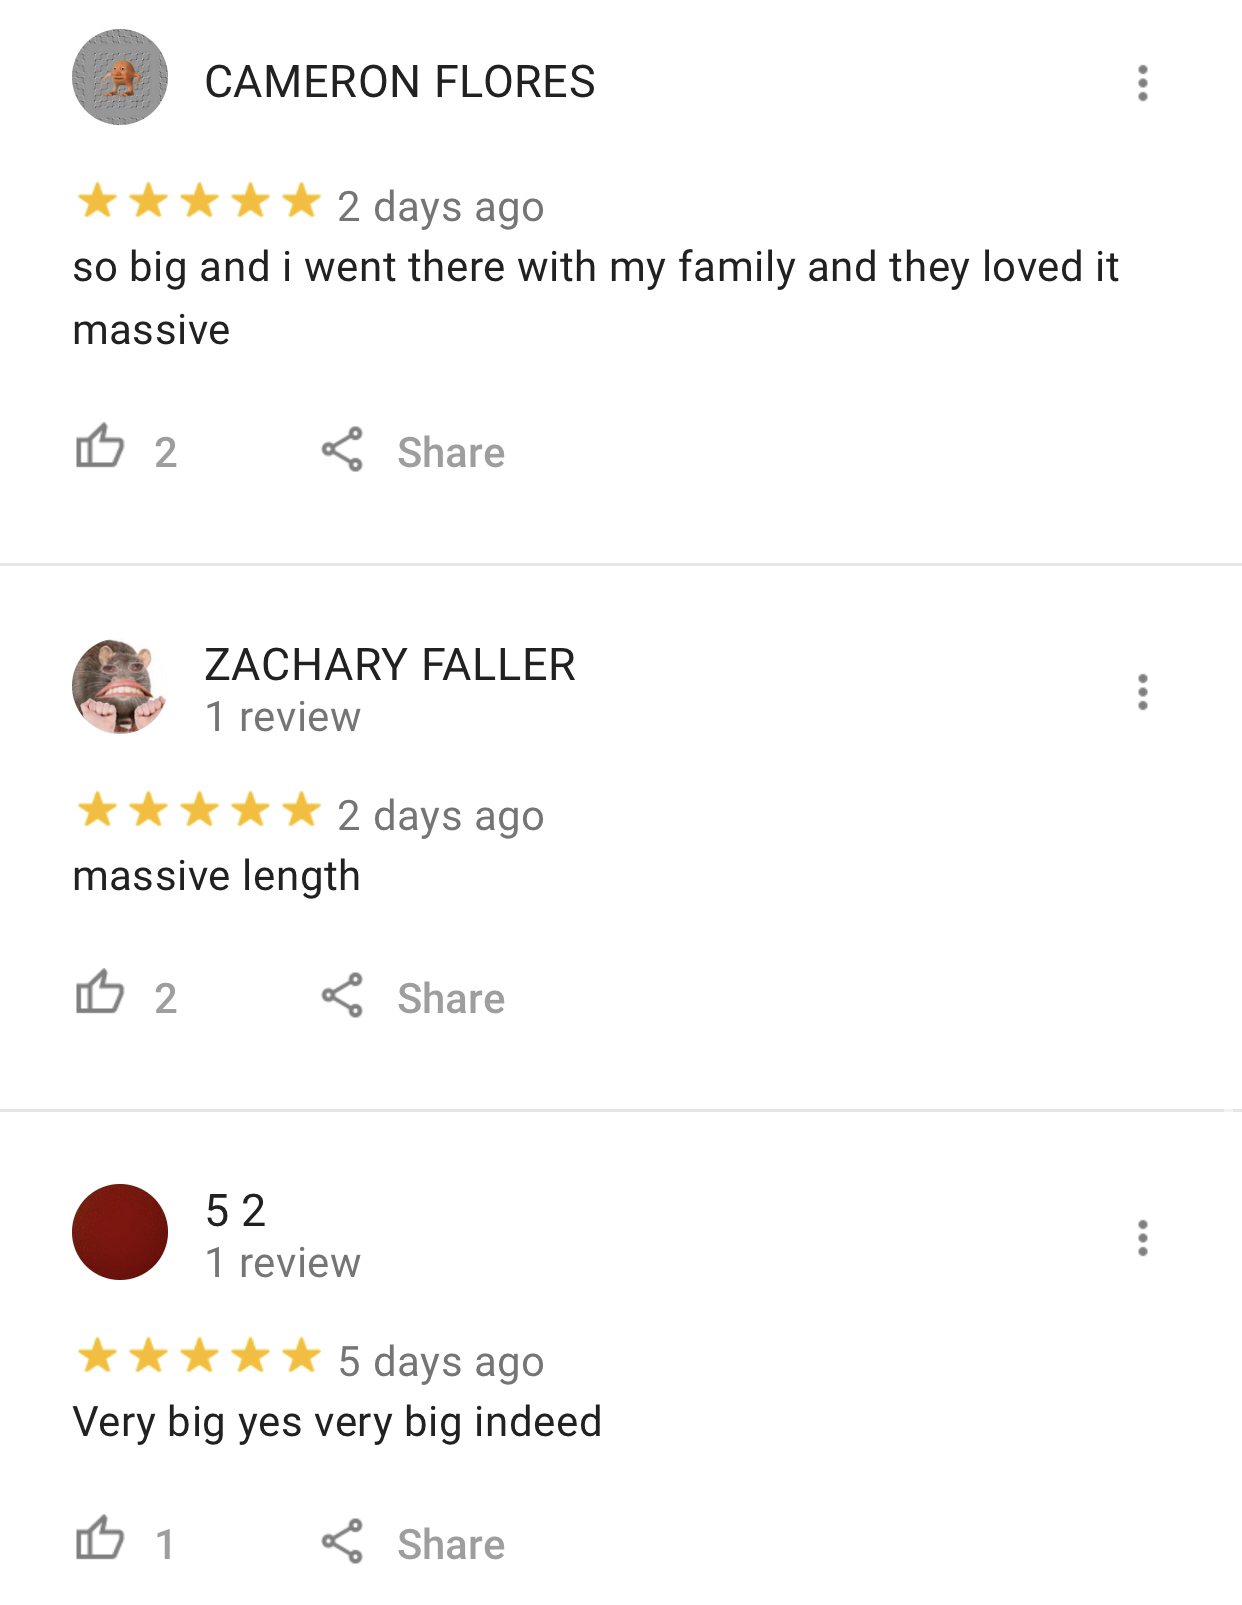 CAMERON FLORES
2 days ago
so big and i went there with my family and they loved it
massive
2 Share
ZACHARY FALLER
1 review
2 days ago
massive length
2 Share
5 2
1 review
5 days ago
Very big yes very big indeed
1 Share